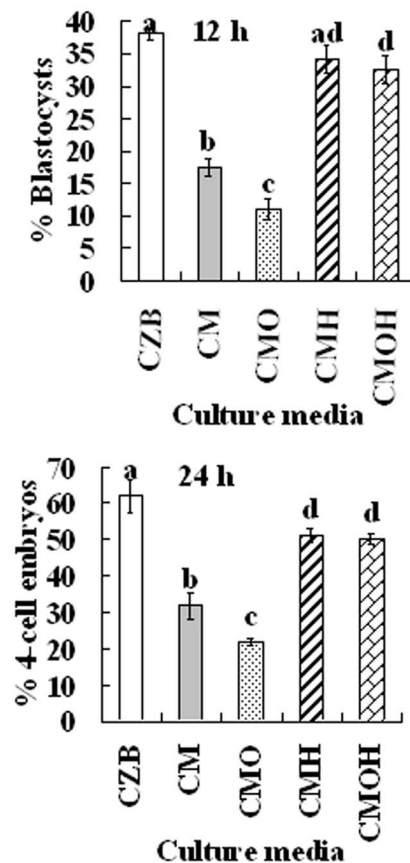 12 h
% Blastocysts
40
35
30
25
20
15
10
5
0
a
b
c
ad
d
CZB
CM
CMO
CMH
CMOH
Culture media
24 h
% 4-cell embryos
70
60
50
40
30
20
10
0
a
b
c
d
d
CZB
CM
CMO
CMH
CMOH
Culture media